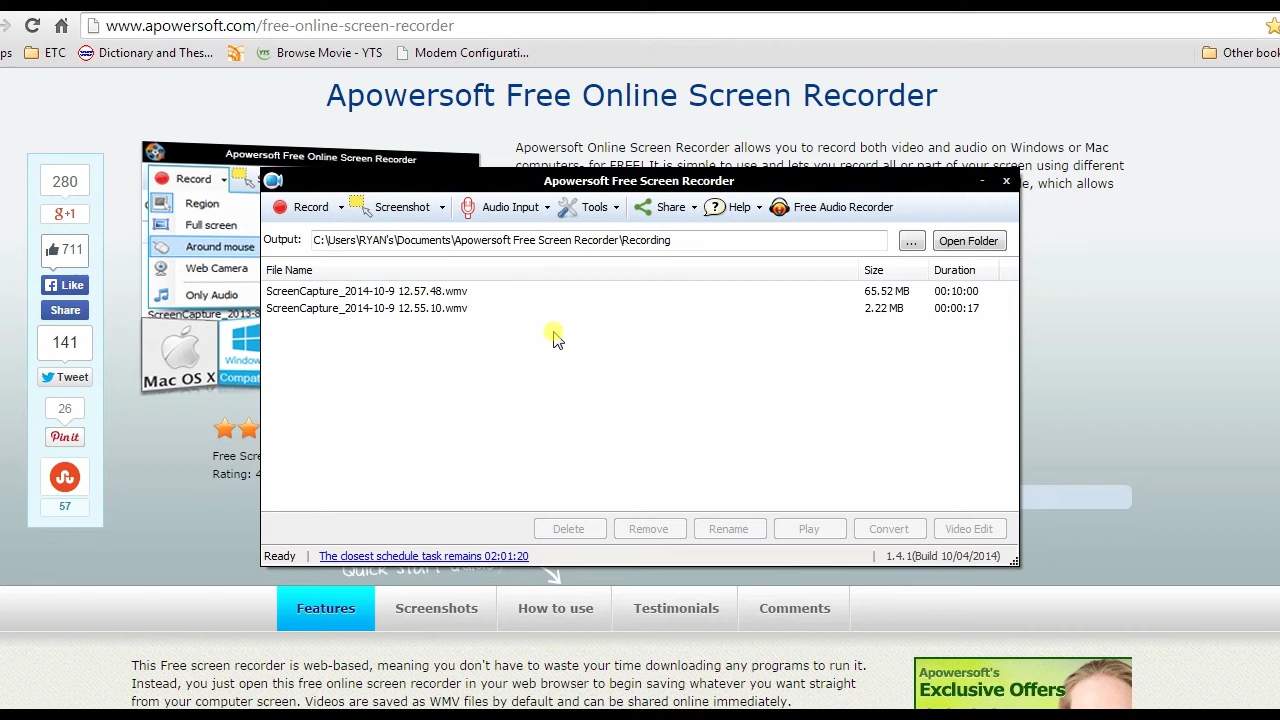 www.apowersoft.com/free-online-screen-recorder
ps ETC Dictionary and Thes... YTS Browse Movie - YTS Modem Configurati... Other book
Apowersoft Free Online Screen Recorder
Apowersoft Online Screen Recorder allows you to record both video and audio on Windows or Mac
computers, for FREE! It is simple to use and lets you record all or part of your screen using different
e, which allows
Apowersoft Free Online Screen Recorder
Record
Region
Full screen
Around mouse
Web Camera
Only Audio
ScreenCapture_2013-8
Mac OS X
Windows
Compat
280
g+1
711
Like
Share
141
Tweet
26
Pin it
57
Free Scre
Rating: 4
Apowersoft Free Screen Recorder - x
Record Screenshot Audio Input Tools Share ? Help Free Audio Recorder
Output: C:\Users\RYAN's\Documents\Apowersoft Free Screen Recorder\Recording ... Open Folder
File Name Size Duration
ScreenCapture_2014-10-9 12.57.48.wmv 65.52 MB 00:10:00
ScreenCapture_2014-10-9 12.55.10.wmv 2.22 MB 00:00:17
Delete Remove Rename Play Convert Video Edit
Ready | The closest schedule task remains 02:01:20 | 1.4.1(Build 10/04/2014)
Features Screenshots How to use Testimonials Comments
This Free screen recorder is web-based, meaning you don't have to waste your time downloading any programs to run it.
Instead, you simply open free online screen recorder in your web browser to begin saving whatever you want straight
from your computer screen. Videos are saved as WMV files by default and can be shared online immediately.
Apowersoft's
Exclusive Offers